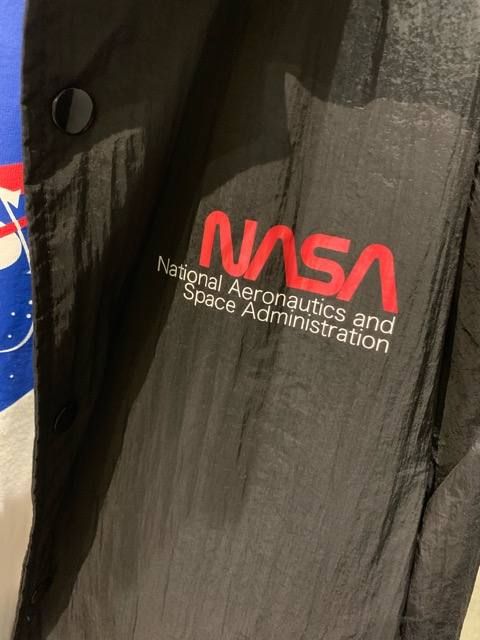 NASA
National Aeronautics and
Space Administration